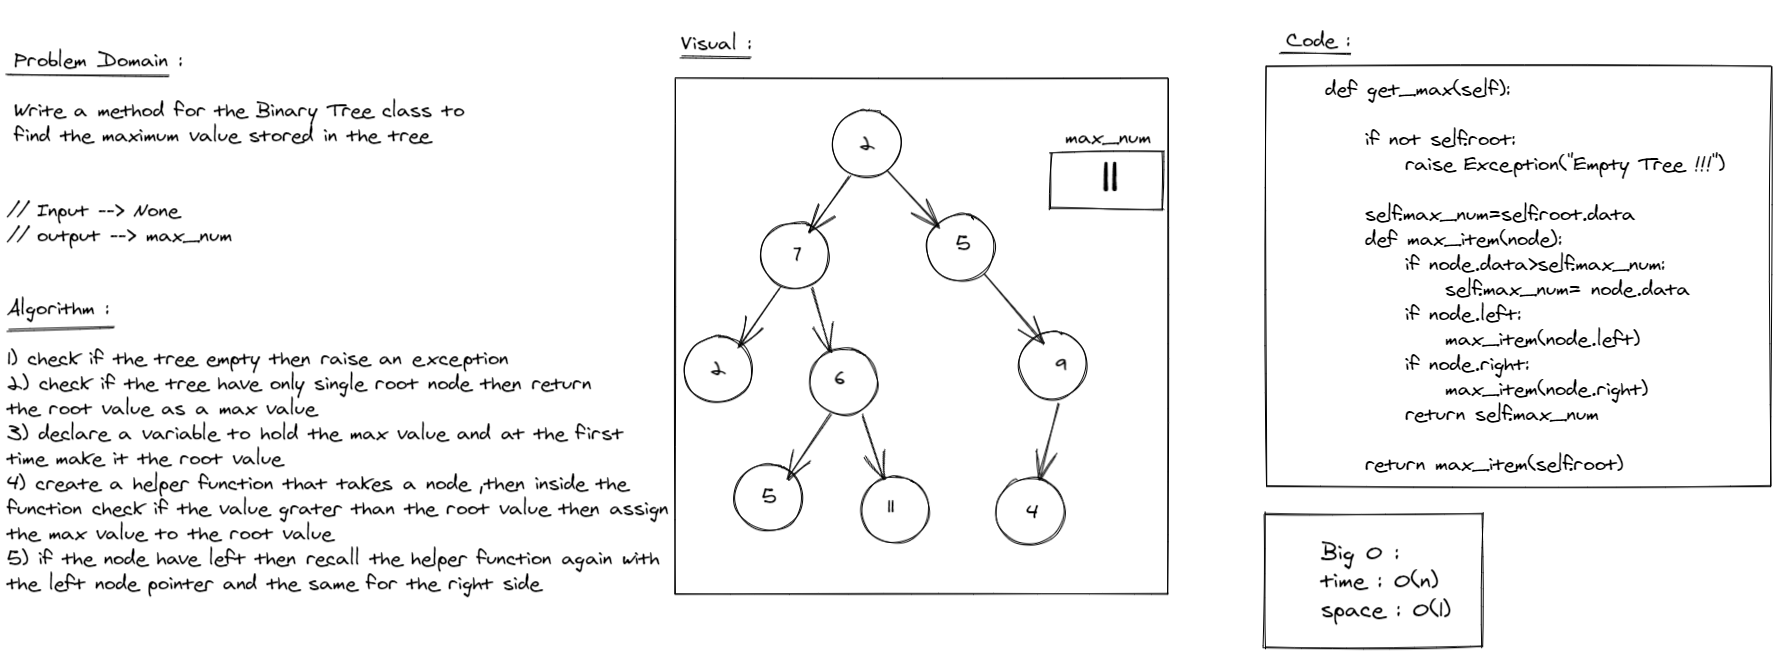 Problem Domain :
Write a method for the Binary Tree class to
find the maximum value stored in the tree
// Input --> None
// output --> max_num
Algorithm :
1) check if the tree empty then raise an exception
2) check if the tree have only single root node then return
the root value as a max value
3) declare a variable to hold the max value and at the first
time make it the root value
4) create a helper function that takes a node ,then inside the
function check if the value grater than the root value then assign
the max value to the root value
5) if the node have left then recall the helper function again with
the left node pointer and the same for the right side
Visual :
2
max_num
11
7
5
2
6
9
5
11
4
Code :
def get_max(self):
if not self.root:
raise Exception("Empty Tree !!!")
self.max_num=self.root.data
def max_item(node):
if node.data>self.max_num:
self.max_num= node.data
if node.left:
max_item(node.left)
if node.right:
max_item(node.right)
return self.max_num
return max_item(self.root)
Big O :
time : O(n)
space : O(1)